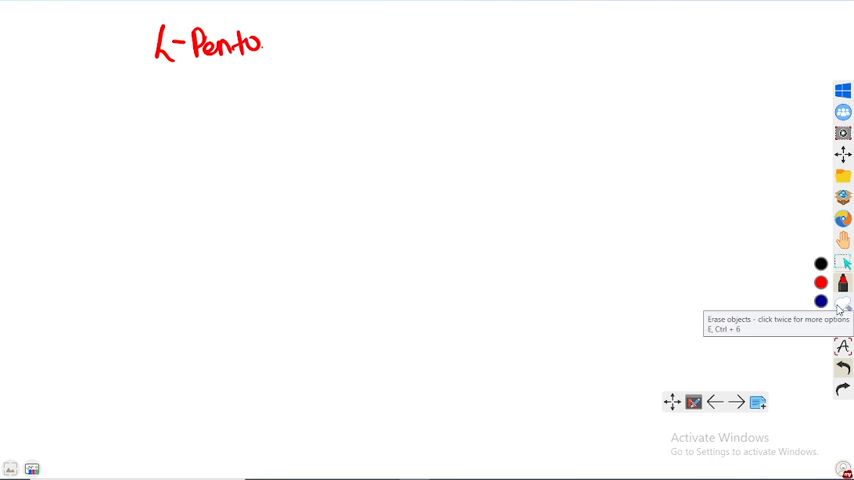 L-Pento
Erase objects - click twice for more options
E, Ctrl + 6
Activate Windows
Go to Settings to activate Windows.